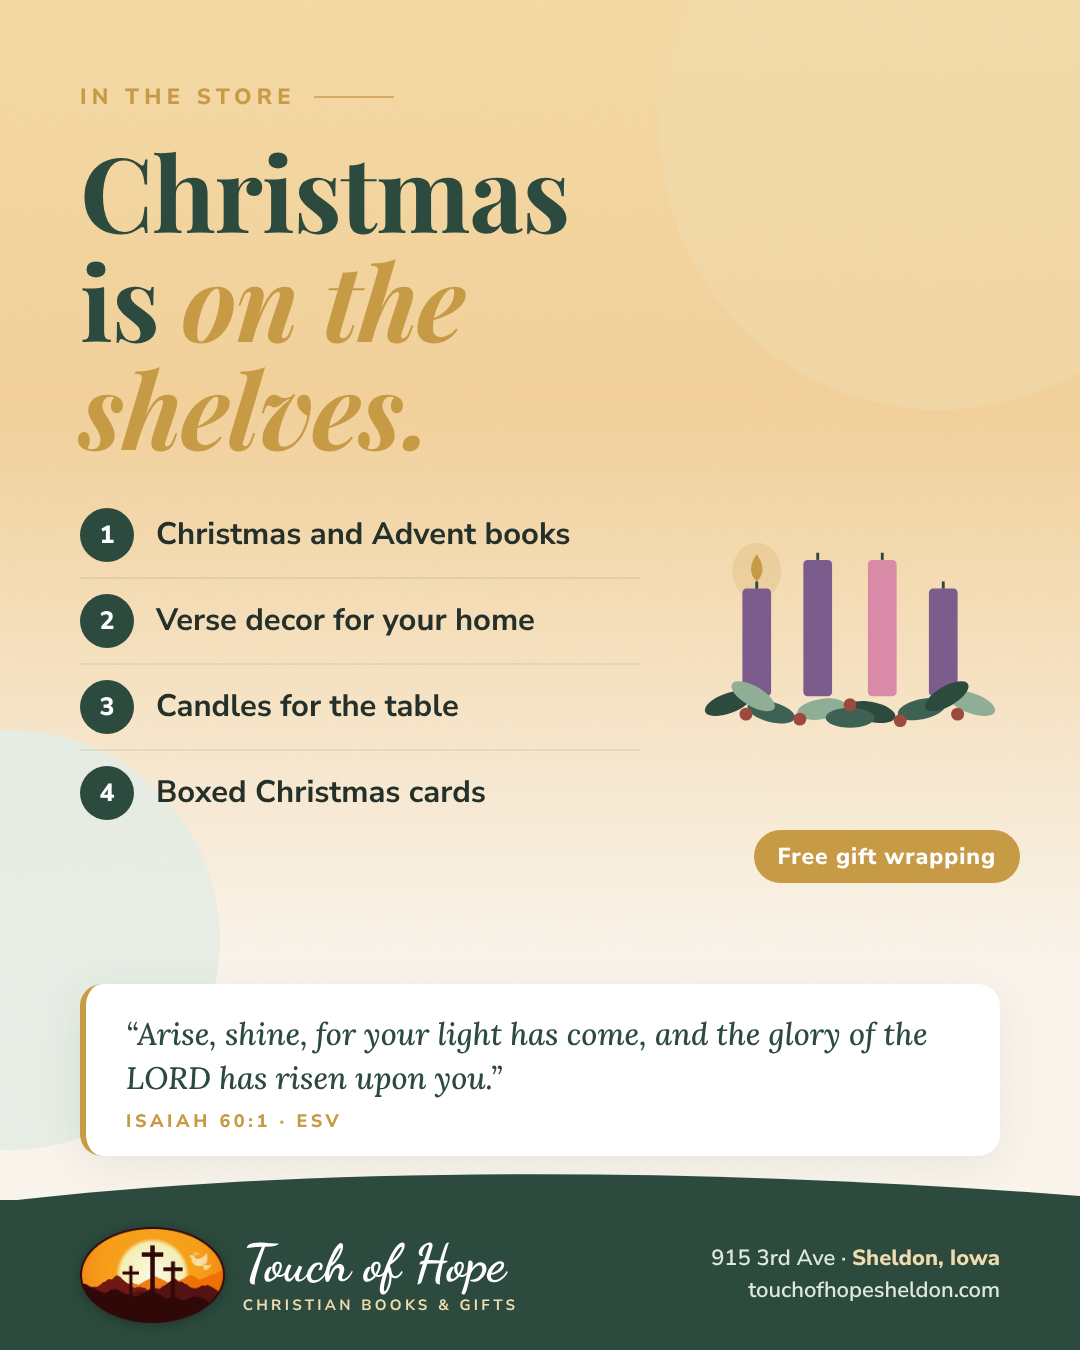 IN THE STORE
Christmas
is on the
shelves.
1 Christmas and Advent books
2 Verse decor for your home
3 Candles for the table
4 Boxed Christmas cards
Free gift wrapping
“Arise, shine, for your light has come, and the glory of the
LORD has risen upon you.”
ISAIAH 60:1 · ESV
Touch of Hope
CHRISTIAN BOOKS & GIFTS
915 3rd Ave · Sheldon, Iowa
touchofhopesheldon.com